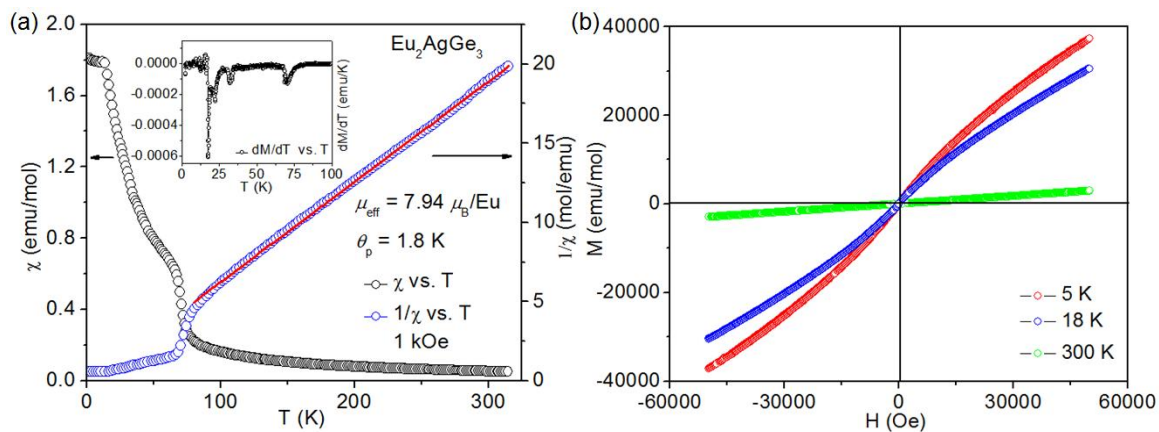 (a)
Eu₂AgGe₃
χ (emu/mol)
2.0
1.6
1.2
0.8
0.4
0.0
0 100 200 300
T (K)
1/χ (mol/emu)
20
15
10
5
0
0.0000
-0.0002
-0.0004
-0.0006
0 25 50 75 100
T (K)
dM/dT (emu/K)
dM/dT vs. T
μeff = 7.94 μB/Eu
θp = 1.8 K
χ vs. T
1/χ vs. T
1 kOe
(b)
M (emu/mol)
40000
20000
0
-20000
-40000
-60000 -30000 0 30000 60000
H (Oe)
5 K
18 K
300 K